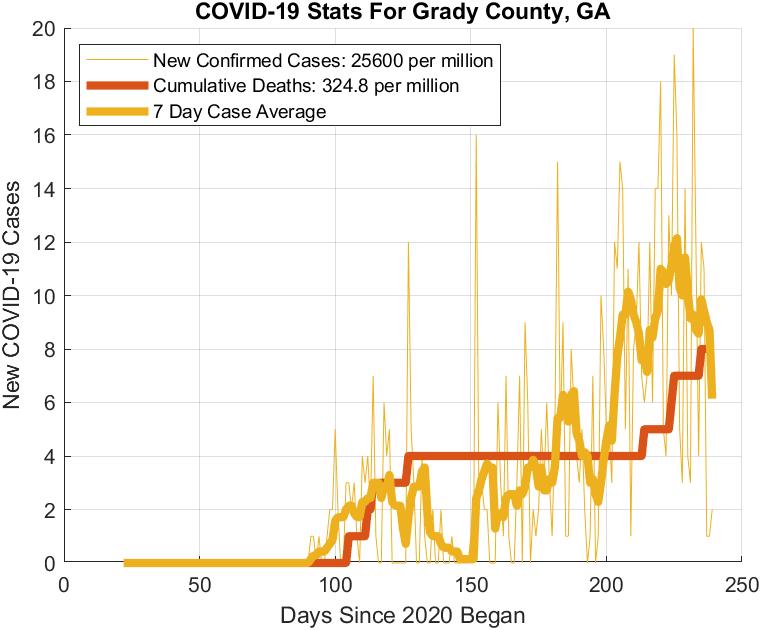 COVID-19 Stats For Grady County, GA
New Confirmed Cases: 25600 per million
Cumulative Deaths: 324.8 per million
7 Day Case Average
New COVID-19 Cases
20
18
16
14
12
10
8
6
4
2
0
0 50 100 150 200 250
Days Since 2020 Began